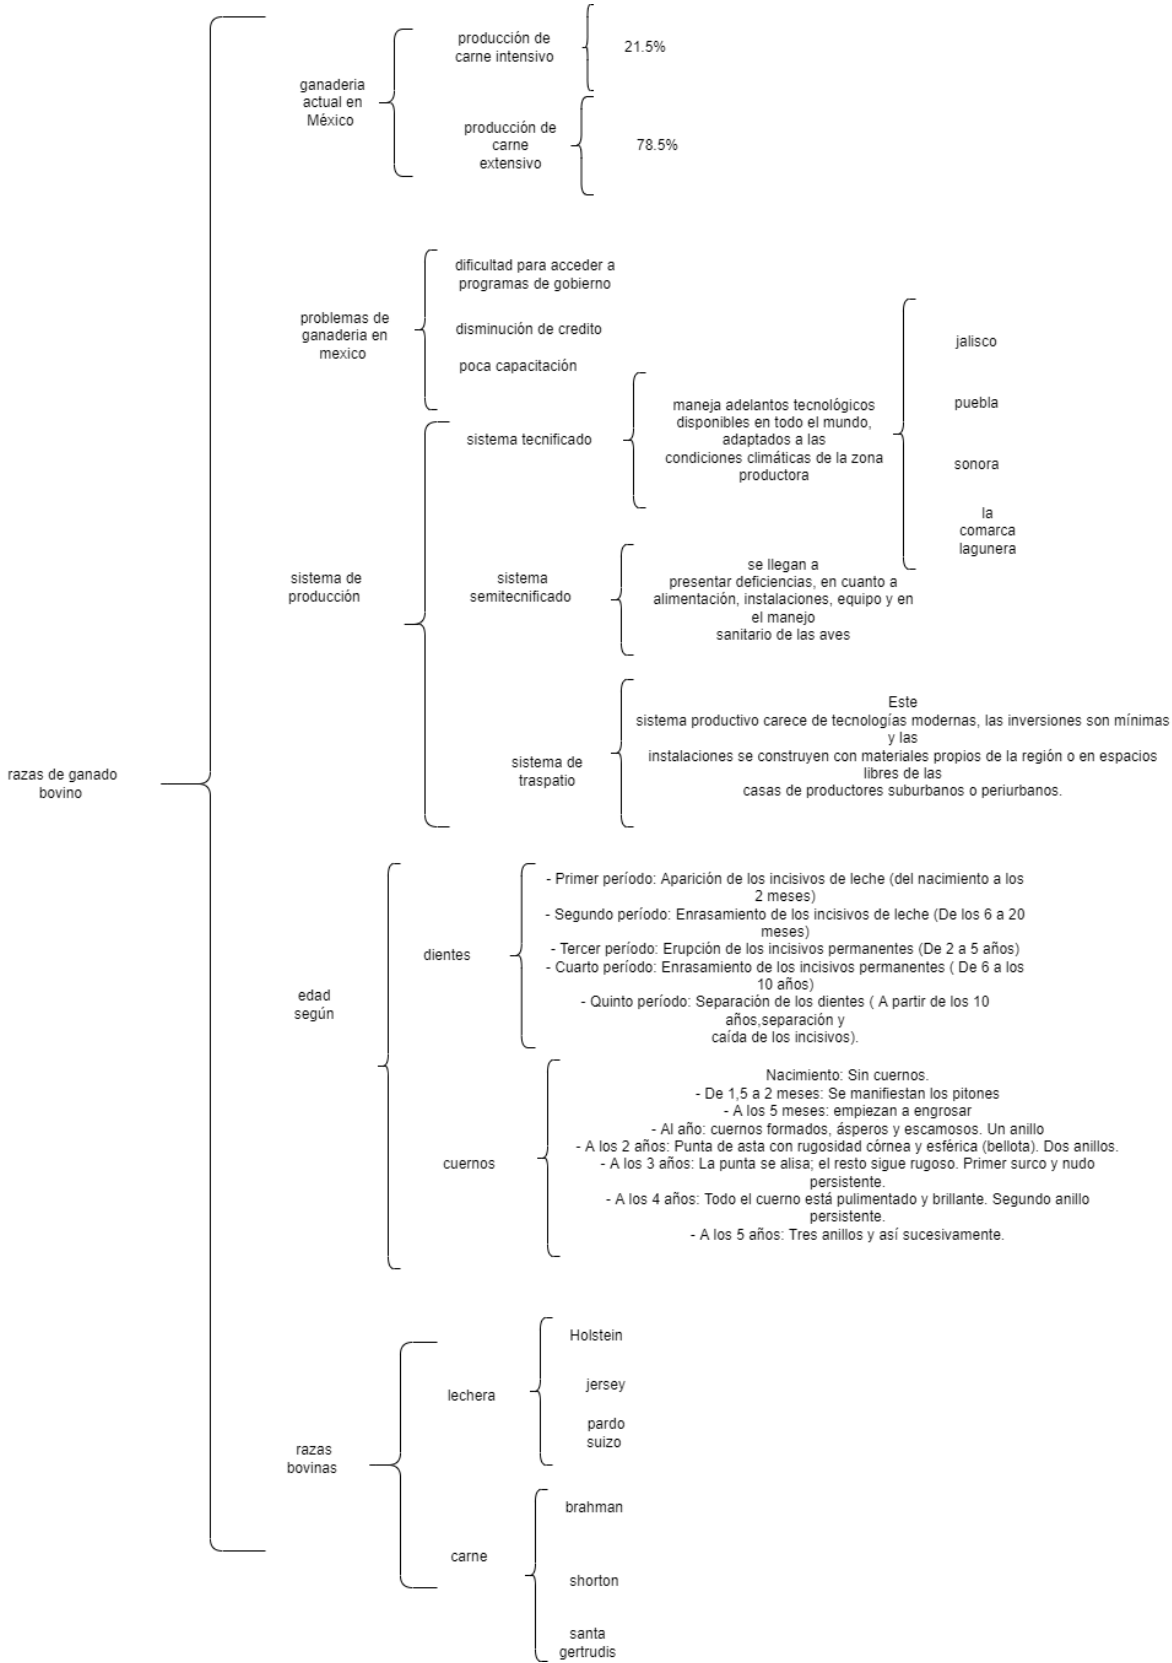 razas de ganado
bovino
ganaderia
actual en
México
producción de
carne intensivo
21.5%
producción de
carne
extensivo
78.5%
problemas de
ganaderia en
mexico
dificultad para acceder a
programas de gobierno
disminución de credito
poca capacitación
sistema de
producción
sistema tecnificado
maneja adelantos tecnológicos
disponibles en todo el mundo,
adaptados a las
condiciones climáticas de la zona
productora
jalisco
puebla
sonora
la
comarca
lagunera
sistema
semitecnificado
se llegan a
presentar deficiencias, en cuanto a
alimentación, instalaciones, equipo y en
el manejo
sanitario de las aves
sistema de
traspatio
Este
sistema productivo carece de tecnologías modernas, las inversiones son mínimas
y las
instalaciones se construyen con materiales propios de la región o en espacios
libres de las
casas de productores suburbanos o periurbanos.
edad
según
dientes
- Primer período: Aparición de los incisivos de leche (del nacimiento a los
2 meses)
- Segundo período: Enrasamiento de los incisivos de leche (De los 6 a 20
meses)
- Tercer período: Erupción de los incisivos permanentes (De 2 a 5 años)
- Cuarto período: Enrasamiento de los incisivos permanentes ( De 6 a los
10 años)
- Quinto período: Separación de los dientes ( A partir de los 10
años,separación y
caída de los incisivos).
cuernos
Nacimiento: Sin cuernos.
- De 1,5 a 2 meses: Se manifiestan los pitones
- A los 5 meses: empiezan a engrosar
- Al año: cuernos formados, ásperos y escamosos. Un anillo
- A los 2 años: Punta de asta con rugosidad córnea y esférica (bellota). Dos anillos.
- A los 3 años: La punta se alisa; el resto sigue rugoso. Primer surco y nudo
persistente.
- A los 4 años: Todo el cuerno está pulimentado y brillante. Segundo anillo
persistente.
- A los 5 años: Tres anillos y así sucesivamente.
razas
bovinas
lechera
Holstein
jersey
pardo
suizo
carne
brahman
shorton
santa
gertrudis